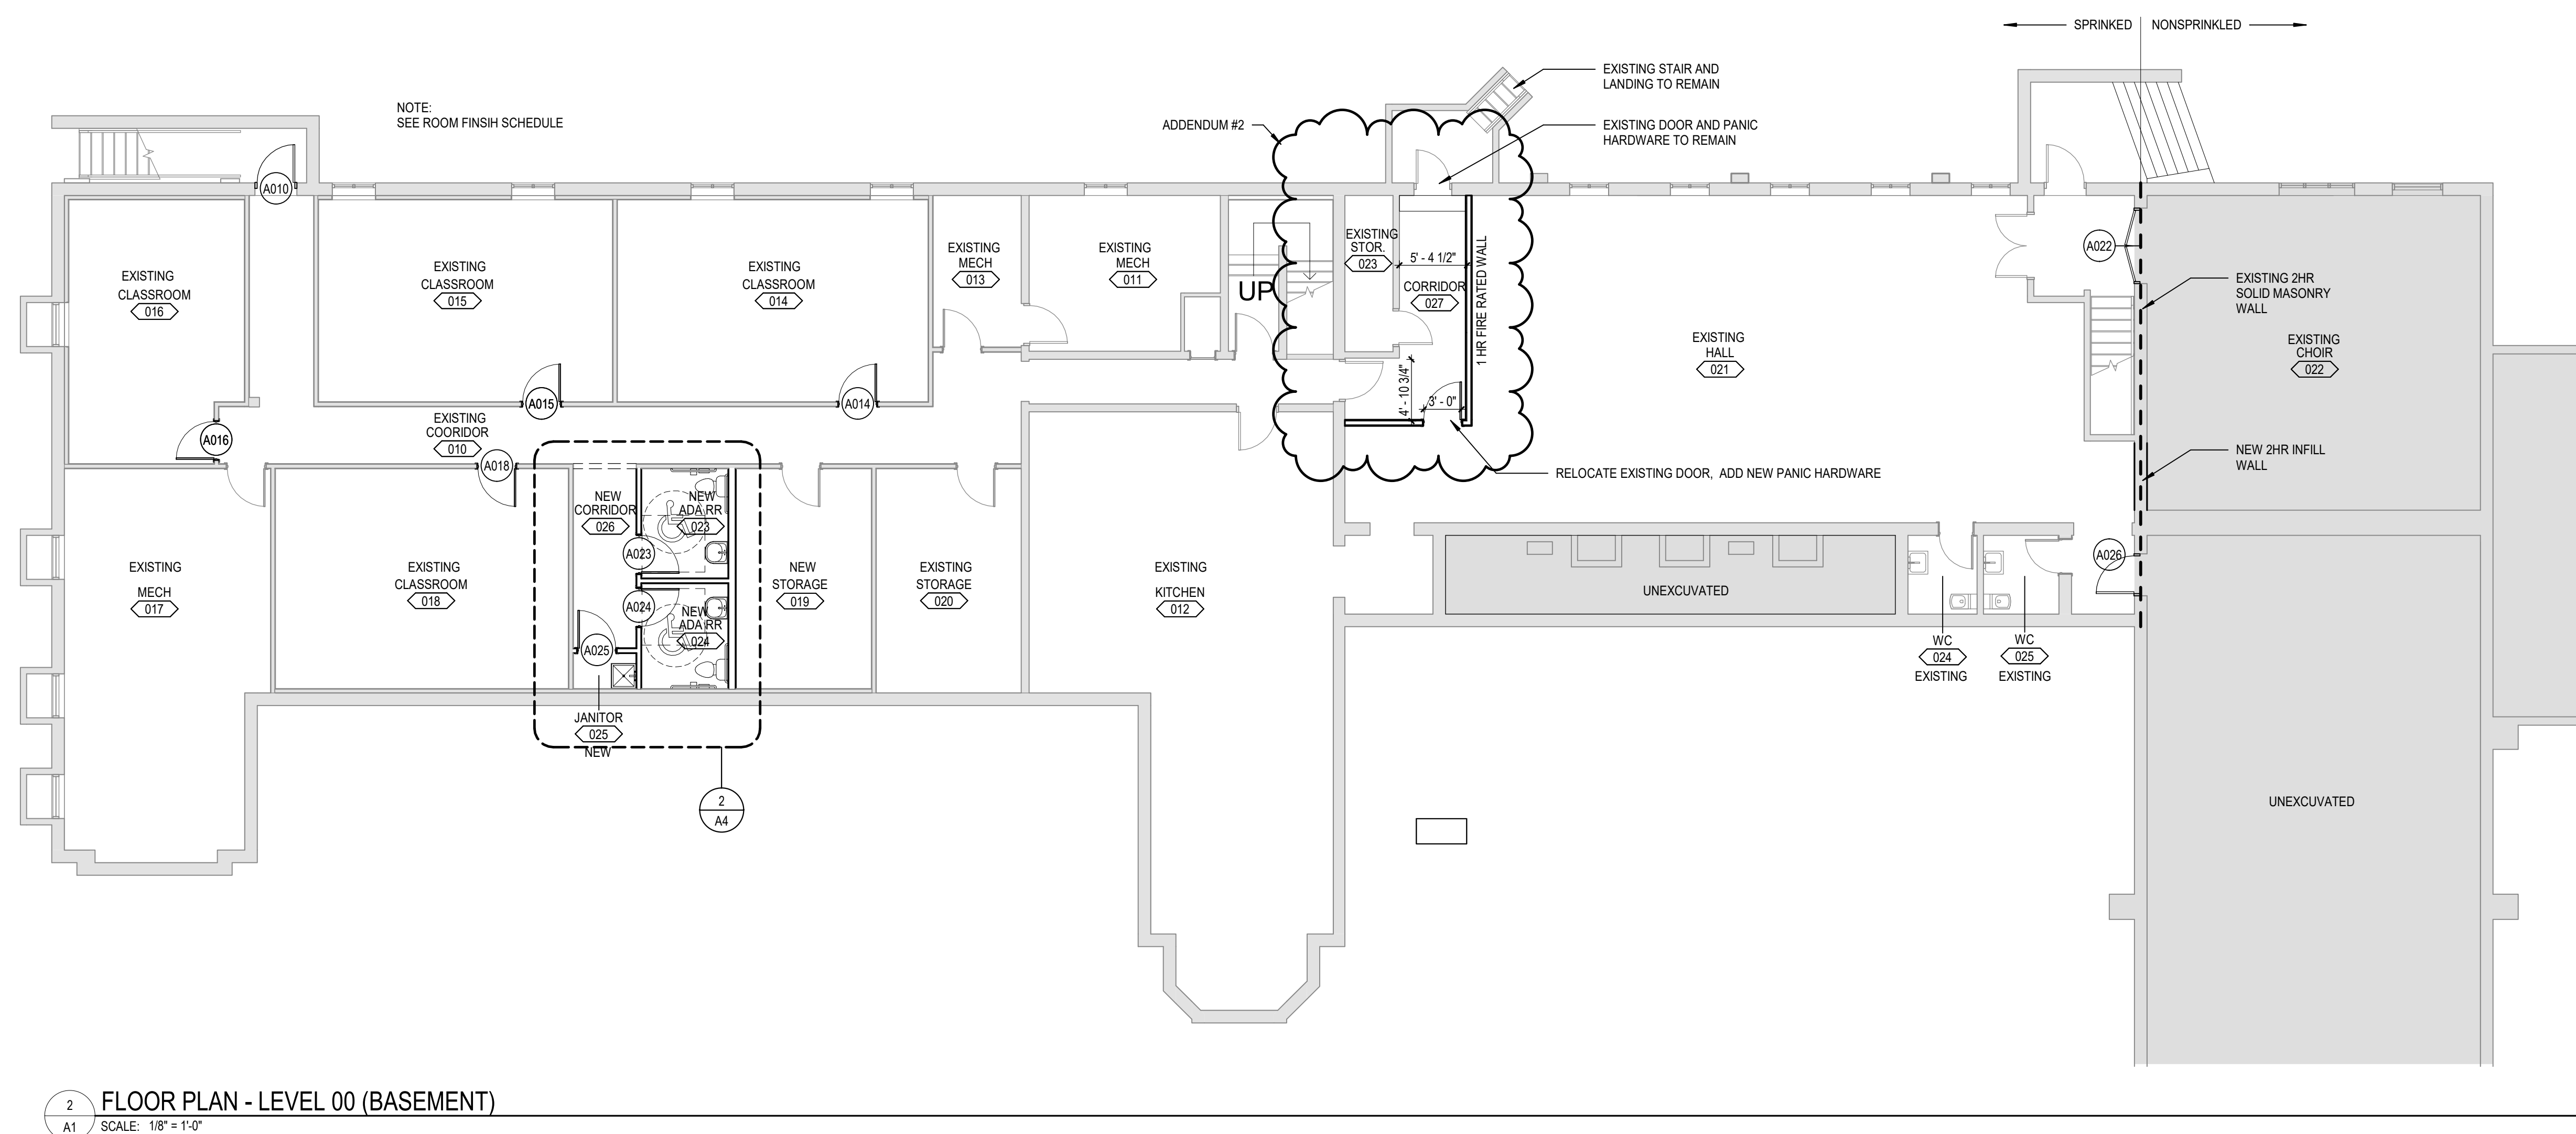 SPRINKED
NONSPRINKLED
EXISTING STAIR AND
LANDING TO REMAIN
NOTE:
SEE ROOM FINSIH SCHEDULE
ADDENDUM #2
EXISTING DOOR AND PANIC
HARDWARE TO REMAIN
A010
EXISTING
CLASSROOM
016
EXISTING
CLASSROOM
015
EXISTING
CLASSROOM
014
EXISTING
MECH
013
EXISTING
MECH
011
UP
EXISTING
STOR.
023
5' - 4 1/2"
CORRIDOR
027
1 HR FIRE RATED WALL
4' - 10 3/4"
3' - 0"
EXISTING
HALL
021
A022
EXISTING 2HR
SOLID MASONRY
WALL
EXISTING
CHOIR
022
NEW 2HR INFILL
WALL
RELOCATE EXISTING DOOR, ADD NEW PANIC HARDWARE
A015
A014
A016
EXISTING
COORIDOR
010
A018
NEW
CORRIDOR
026
NEW
ADA RR
023
A023
EXISTING
MECH
017
EXISTING
CLASSROOM
018
A024
NEW
ADA RR
024
NEW
STORAGE
019
EXISTING
STORAGE
020
EXISTING
KITCHEN
012
UNEXCUVATED
A026
A025
JANITOR
025
NEW
WC
024
EXISTING
WC
025
EXISTING
2
A4
UNEXCUVATED
2
A1
FLOOR PLAN - LEVEL 00 (BASEMENT)
SCALE: 1/8" = 1'-0"